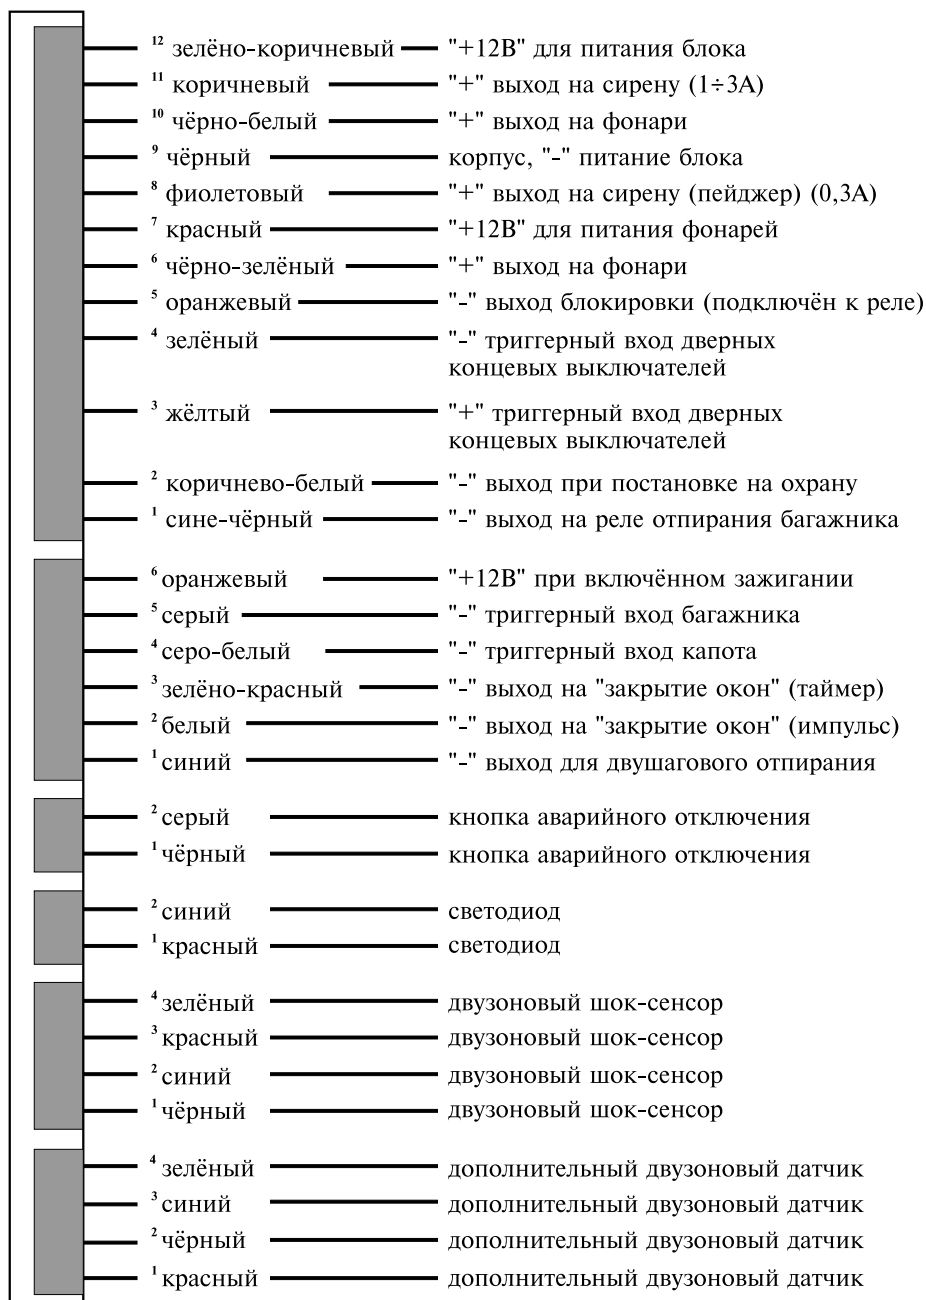 12 зелёно-коричневый "+12В" для питания блока
11 коричневый "+" выход на сирену (1÷3А)
10 чёрно-белый "+" выход на фонари
9 чёрный корпус, "-" питание блока
8 фиолетовый "+" выход на сирену (пейджер) (0,3А)
7 красный "+12В" для питания фонарей
6 чёрно-зелёный "+" выход на фонари
5 оранжевый "-" выход блокировки (подключён к реле)
4 зелёный "-" триггерный вход дверных
концевых выключателей
3 жёлтый "+" триггерный вход дверных
концевых выключателей
2 коричнево-белый "-" выход при постановке на охрану
1 сине-чёрный "-" выход на реле отпирания багажника
6 оранжевый "+12В" при включённом зажигании
5 серый "-" триггерный вход багажника
4 серо-белый "-" триггерный вход капота
3 зелёно-красный "-" выход на "закрытие окон" (таймер)
2 белый "-" выход на "закрытие окон" (импульс)
1 синий "-" выход для двушагового отпирания
2 серый кнопка аварийного отключения
1 чёрный кнопка аварийного отключения
2 синий светодиод
1 красный светодиод
4 зелёный двузоновый шок-сенсор
3 красный двузоновый шок-сенсор
2 синий двузоновый шок-сенсор
1 чёрный двузоновый шок-сенсор
4 зелёный дополнительный двузоновый датчик
3 синий дополнительный двузоновый датчик
2 чёрный дополнительный двузоновый датчик
1 красный дополнительный двузоновый датчик